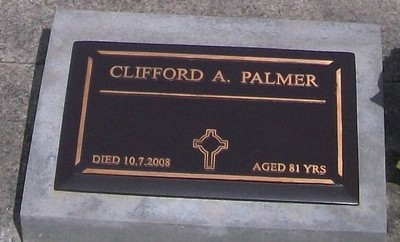 CLIFFORD A. PALMER
DIED 10.7.2008 AGED 81 YRS